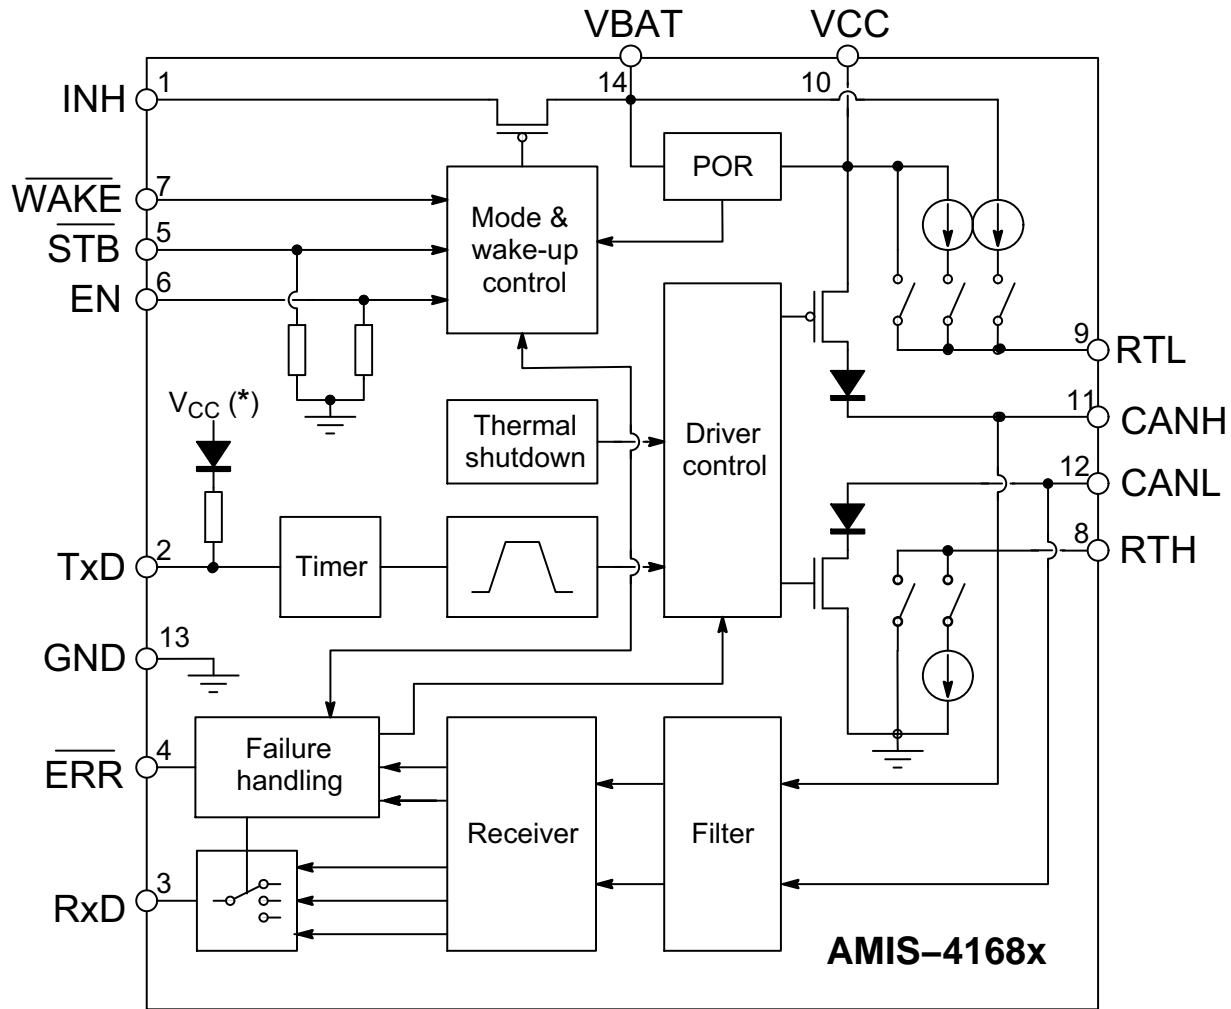 VBAT VCC
1 14 10
INH
POR
7
WAKE
5
STB
6
EN
Mode &
wake-up
control
9
RTL
VCC (*)
11
CANH
Thermal
shutdown
Driver
control
12
CANL
2
TxD
Timer
8
RTH
13
GND
4
ERR
Failure
handling
Receiver
Filter
3
RxD
AMIS–4168x